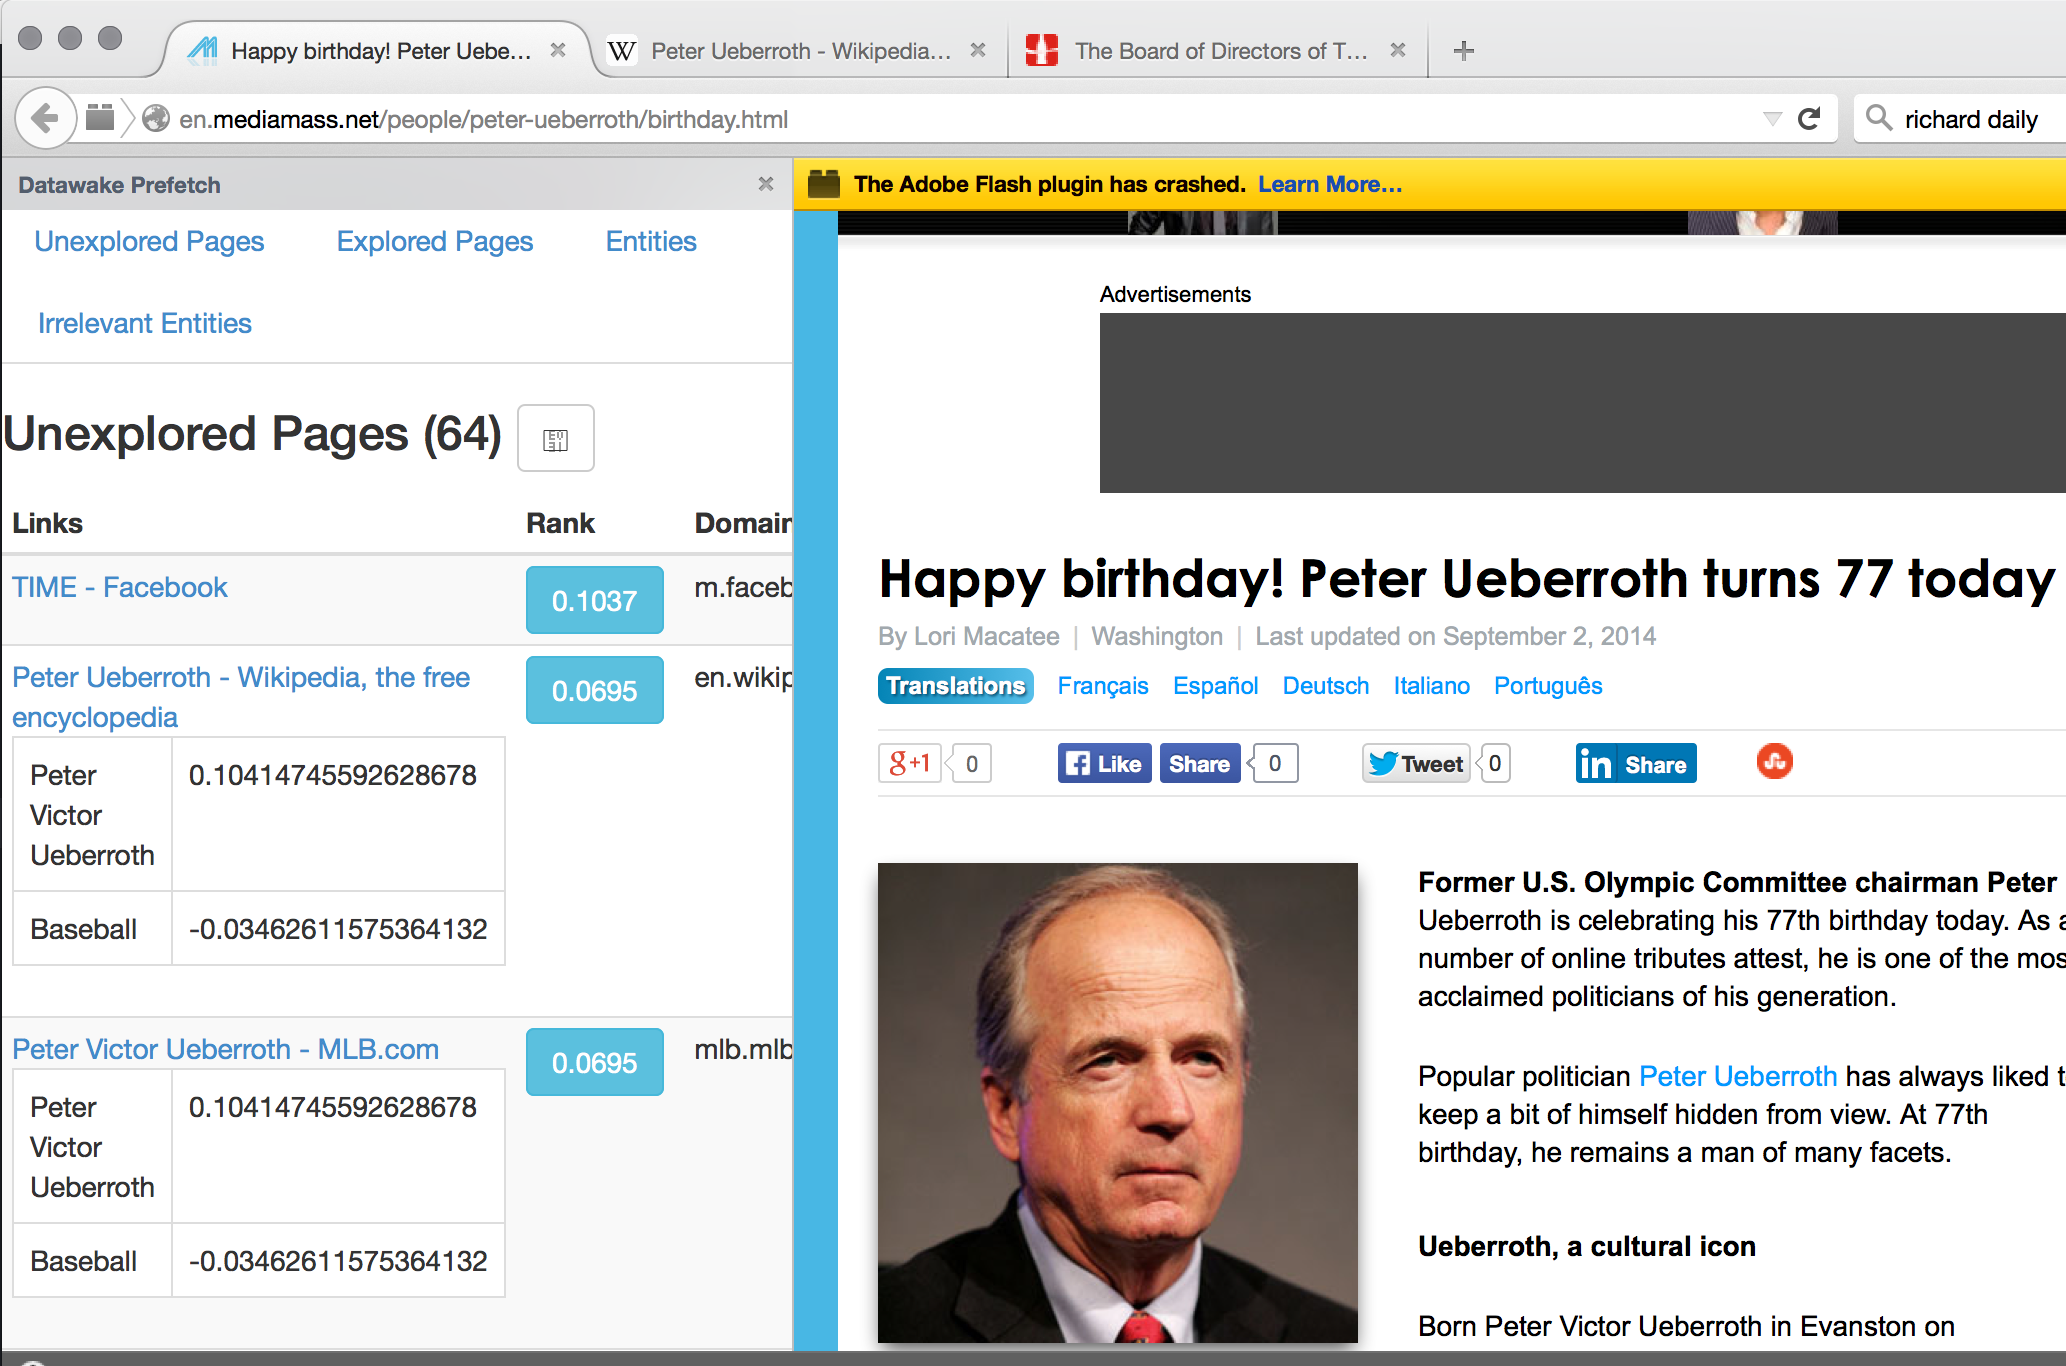 Happy birthday! Peter Uebe...
W Peter Ueberroth - Wikipedia...
The Board of Directors of T...
en.mediamass.net/people/peter-ueberroth/birthday.html
richard daily
Datawake Prefetch
The Adobe Flash plugin has crashed. Learn More...
Unexplored Pages Explored Pages Entities
Irrelevant Entities
Unexplored Pages (64)
Links Rank Domain
TIME - Facebook 0.1037 m.faceb
Peter Ueberroth - Wikipedia, the free 0.0695 en.wikip
encyclopedia
Peter 0.10414745592628678
Victor
Ueberroth
Baseball -0.03462611575364132
Peter Victor Ueberroth - MLB.com 0.0695 mlb.mlb
Peter 0.10414745592628678
Victor
Ueberroth
Baseball -0.03462611575364132
Advertisements
Happy birthday! Peter Ueberroth turns 77 today
By Lori Macatee | Washington | Last updated on September 2, 2014
Translations Français Español Deutsch Italiano Português
g+1 0 f Like Share 0 Tweet 0 in Share
Former U.S. Olympic Committee chairman Peter
Ueberroth is celebrating his 77th birthday today. As a
number of online tributes attest, he is one of the mos
acclaimed politicians of his generation.
Popular politician Peter Ueberroth has always liked t
keep a bit of himself hidden from view. At 77th
birthday, he remains a man of many facets.
Ueberroth, a cultural icon
Born Peter Victor Ueberroth in Evanston on